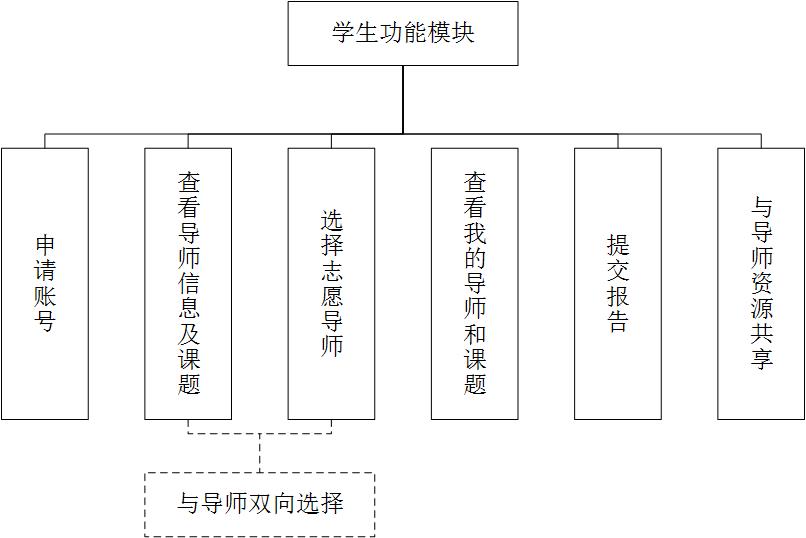 学生功能模块
申请账号
查看导师信息及课题
选择志愿导师
查看我的导师和课题
提交报告
与导师资源共享
与导师双向选择